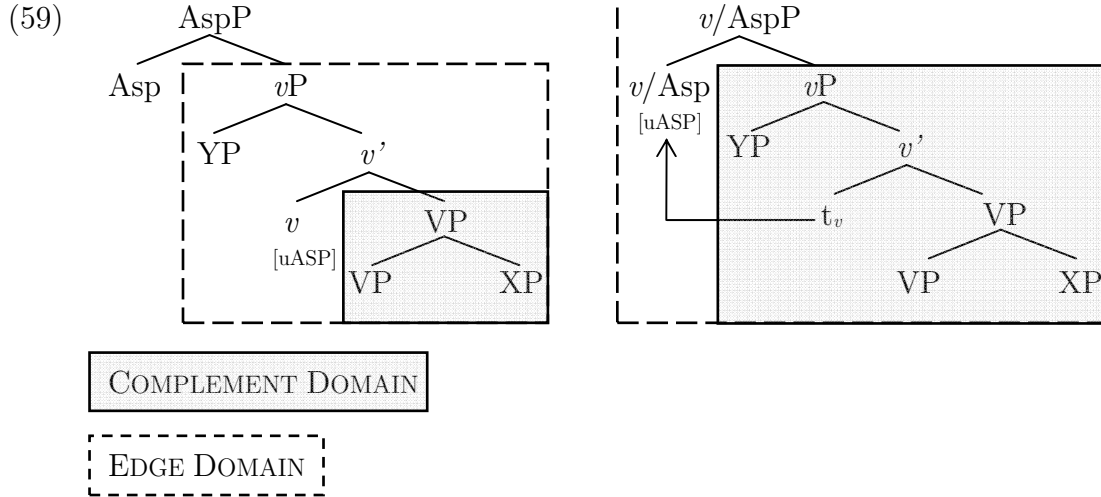 (59)
AspP
Asp vP
YP v'
v VP
[uASP]
VP XP
v/AspP
v/Asp vP
[uASP]
YP v'
tv VP
VP XP
COMPLEMENT DOMAIN
EDGE DOMAIN